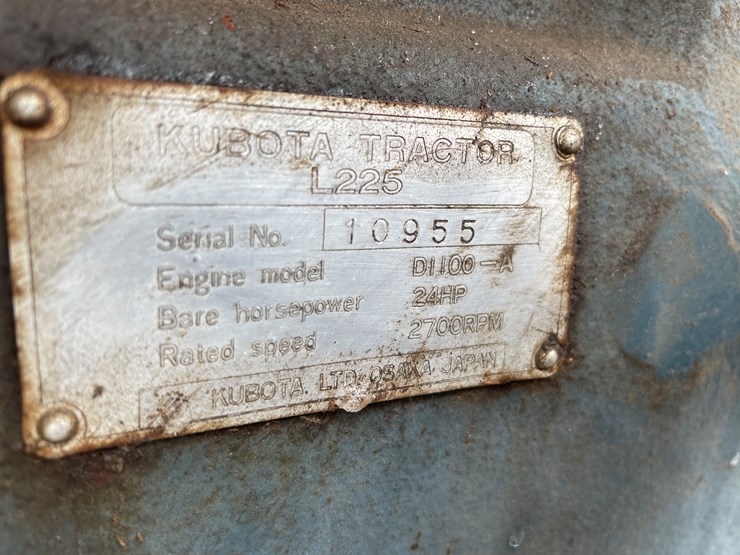 KUBOTA TRACTOR
L225
Serial No. 10955
Engine model D1100-A
Bare horsepower 24HP
Rated speed 2700RPM
KUBOTA, LTD. OSAKA JAPAN